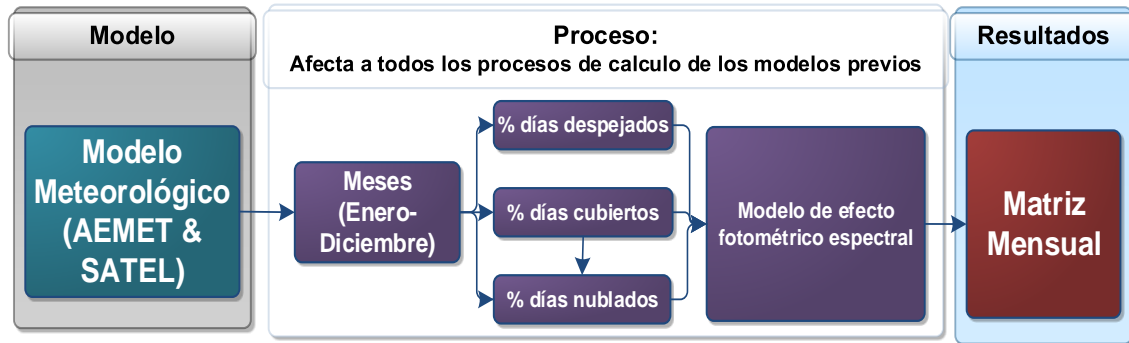 Modelo
Modelo
Meteorológico
(AEMET &
SATEL)
Proceso:
Afecta a todos los procesos de calculo de los modelos previos
Meses
(Enero-
Diciembre)
% días despejados
% días cubiertos
% días nublados
Modelo de efecto
fotométrico espectral
Resultados
Matriz
Mensual